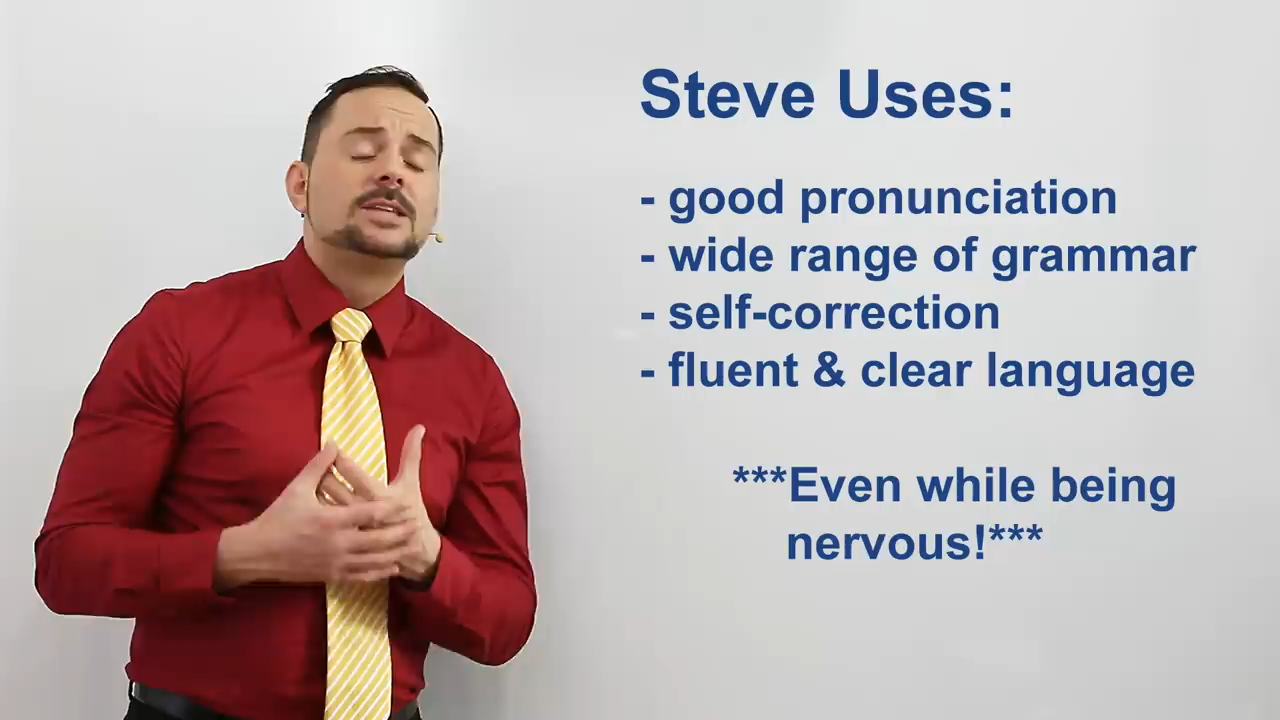 Steve Uses:
- good pronunciation
- wide range of grammar
- self-correction
- fluent & clear language
***Even while being
nervous!***